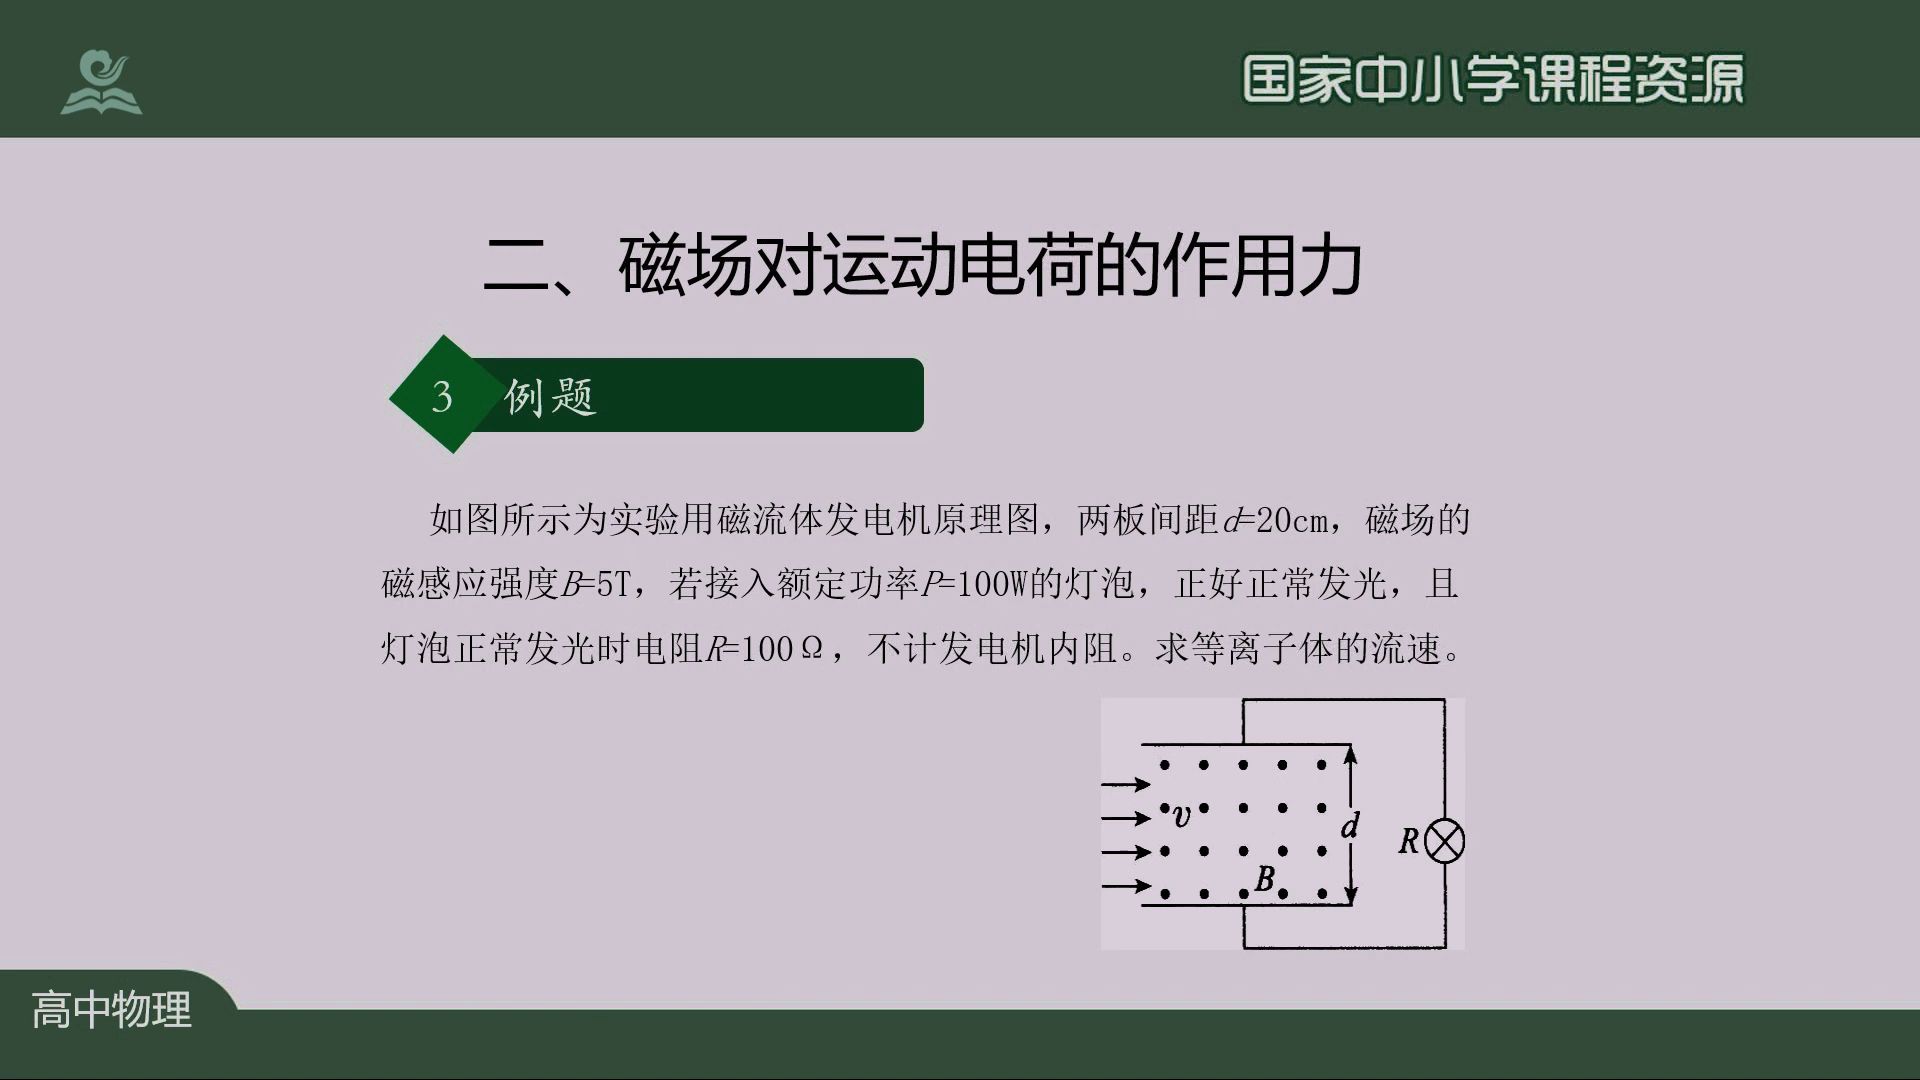 国家中小学课程资源
二、磁场对运动电荷的作用力
3 例题
如图所示为实验用磁流体发电机原理图，两板间距d=20cm，磁场的
磁感应强度B=5T，若接入额定功率P=100W的灯泡，正好正常发光，且
灯泡正常发光时电阻R=100Ω，不计发电机内阻。求等离子体的流速。
v
d
R
B
高中物理